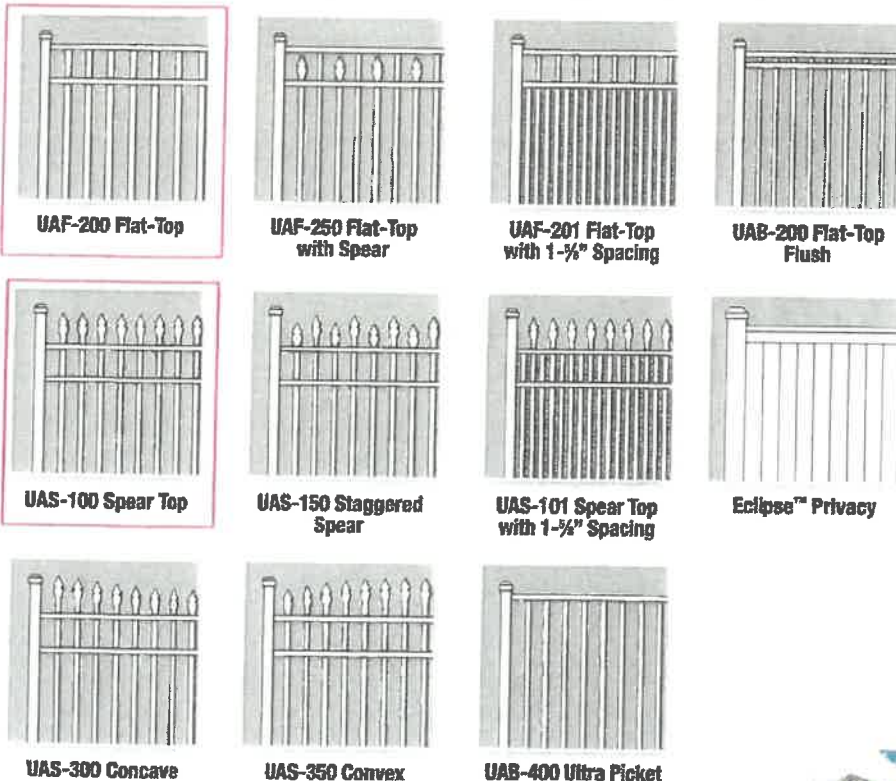 UAF-200 Flat-Top
UAF-250 Flat-Top
with Spear
UAF-201 Flat-Top
with 1-⅝" Spacing
UAB-200 Flat-Top
Flush
UAS-100 Spear Top
UAS-150 Staggered
Spear
UAS-101 Spear Top
with 1-⅝" Spacing
Eclipse™ Privacy
UAS-300 Concave
UAS-350 Convex
UAB-400 Ultra Picket